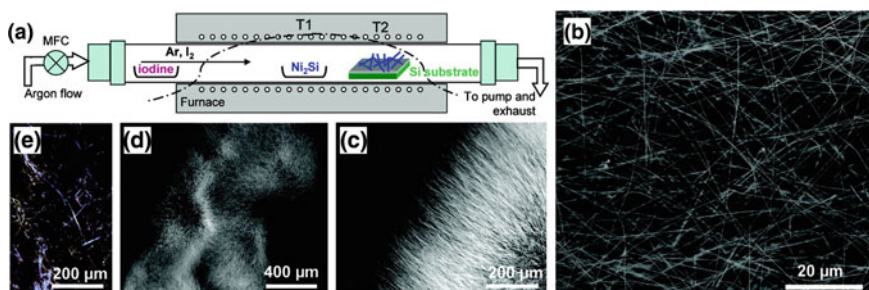 (a)
MFC
Argon flow
Ar, I₂
iodine
Furnace
T1
T2
Ni₂Si
Si substrate
To pump and
exhaust
(b)
20 µm
(e)
200 µm
(d)
400 µm
(c)
200 µm